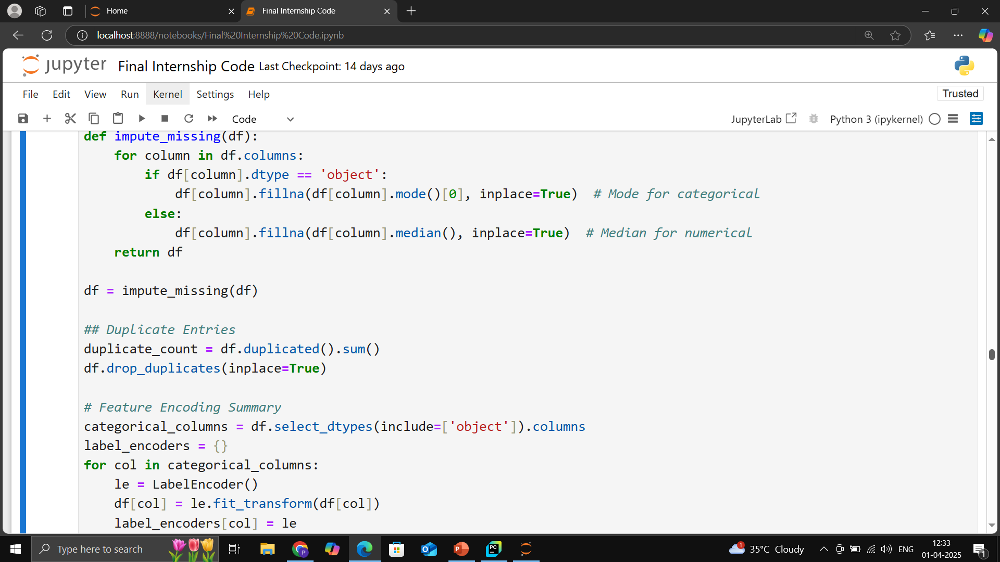 Home
Final Internship Code
localhost:8888/notebooks/Final%20Internship%20Code.ipynb
jupyter Final Internship Code Last Checkpoint: 14 days ago
File Edit View Run Kernel Settings Help
Trusted
Code
JupyterLab
Python 3 (ipykernel)
def impute_missing(df):
    for column in df.columns:
        if df[column].dtype == 'object':
            df[column].fillna(df[column].mode()[0], inplace=True)  # Mode for categorical
        else:
            df[column].fillna(df[column].median(), inplace=True)  # Median for numerical
    return df
df = impute_missing(df)
## Duplicate Entries
duplicate_count = df.duplicated().sum()
df.drop_duplicates(inplace=True)
# Feature Encoding Summary
categorical_columns = df.select_dtypes(include=['object']).columns
label_encoders = {}
for col in categorical_columns:
    le = LabelEncoder()
    df[col] = le.fit_transform(df[col])
    label_encoders[col] = le
Type here to search
P
P
PC
1
35°C Cloudy
ENG
12:33
01-04-2025
1